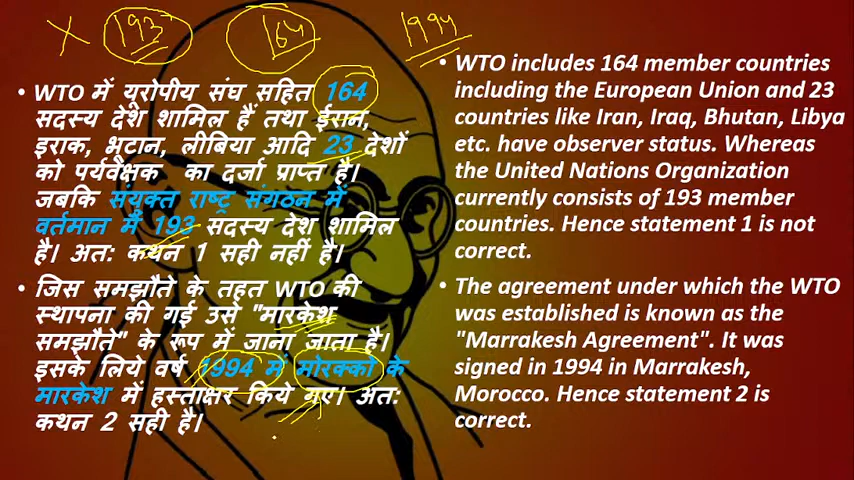 X 193 164 1994
• WTO में यूरोपीय संघ सहित 164
सदस्य देश शामिल हैं तथा ईरान,
इराक, भूटान, लीबिया आदि 23 देशों
को पर्यवेक्षक का दर्जा प्राप्त है।
जबकि संयुक्त राष्ट्र संगठन में
वर्तमान में 193 सदस्य देश शामिल
है। अत: कथन 1 सही नहीं है।
• जिस समझौते के तहत WTO की
स्थापना की गई उसे "मारकेश
समझौते" के रूप में जाना जाता है।
इसके लिये वर्ष 1994 में मोरक्को के
मारकेश में हस्ताक्षर किये गए। अत:
कथन 2 सही है।
• WTO includes 164 member countries
including the European Union and 23
countries like Iran, Iraq, Bhutan, Libya
etc. have observer status. Whereas
the United Nations Organization
currently consists of 193 member
countries. Hence statement 1 is not
correct.
• The agreement under which the WTO
was established is known as the
"Marrakesh Agreement". It was
signed in 1994 in Marrakesh,
Morocco. Hence statement 2 is
correct.